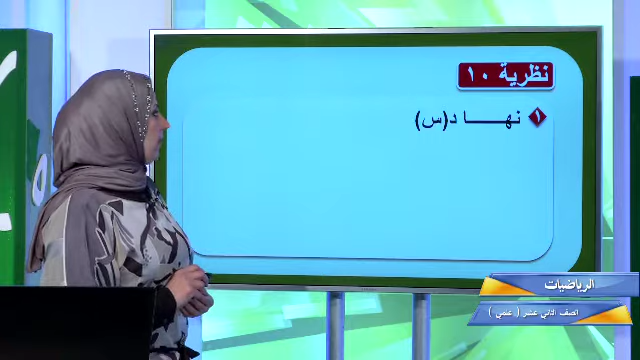 نظرية ١٠
١ نهـــا د(س)
الرياضيات
الصف الثاني عشر ( علمي )